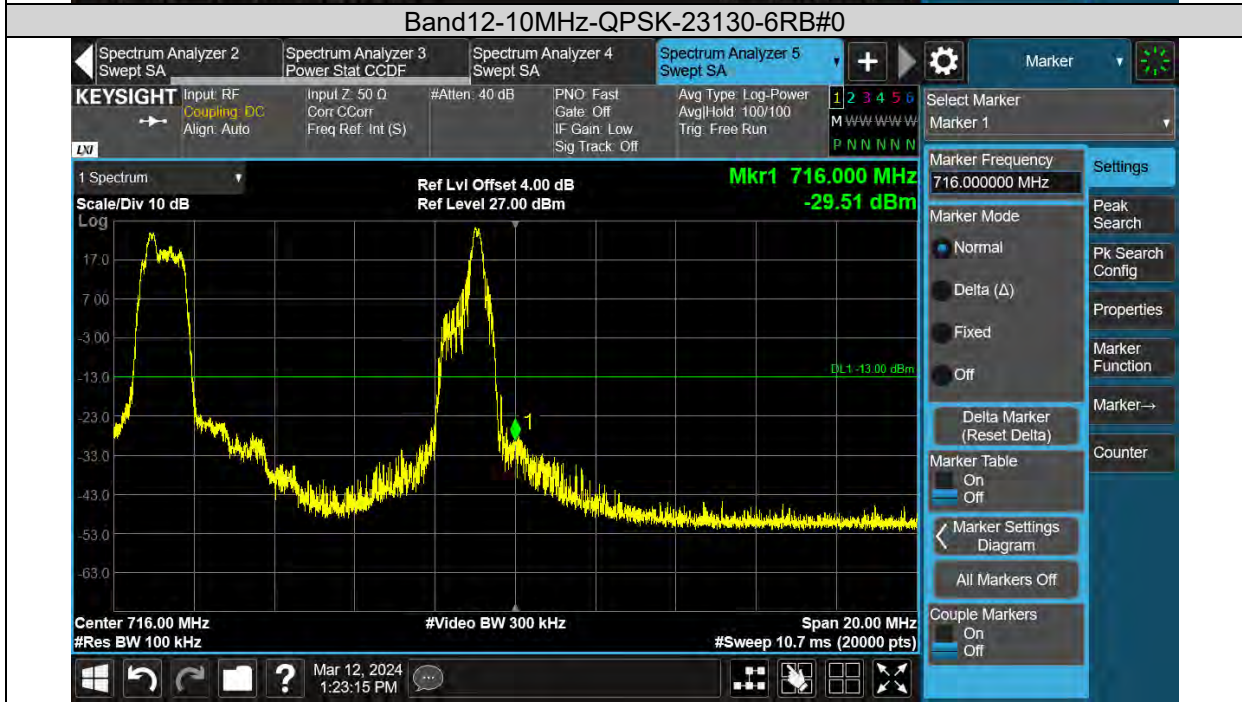 Band12-10MHz-QPSK-23130-6RB#0
Spectrum Analyzer 2
Swept SA
Spectrum Analyzer 3
Power Stat CCDF
Spectrum Analyzer 4
Swept SA
Spectrum Analyzer 5
Swept SA
+
Marker
KEYSIGHT
LXI
Input: RF
Coupling: DC
Align: Auto
Input Z: 50 Ω
Corr CCorr
Freq Ref: Int (S)
#Atten: 40 dB
PNO: Fast
Gate: Off
IF Gain: Low
Sig Track: Off
Avg Type: Log-Power
Avg|Hold: 100/100
Trig: Free Run
1 2 3 4 5 6
M W W W W W
P N N N N N
Select Marker
Marker 1
1 Spectrum
Scale/Div 10 dB
Ref Lvl Offset 4.00 dB
Ref Level 27.00 dBm
Mkr1 716.000 MHz
-29.51 dBm
Log
17.0
7.00
-3.00
-13.0
-23.0
-33.0
-43.0
-53.0
-63.0
DL1 -13.00 dBm
1
Center 716.00 MHz
#Res BW 100 kHz
#Video BW 300 kHz
Span 20.00 MHz
#Sweep 10.7 ms (20000 pts)
Marker Frequency
716.000000 MHz
Marker Mode
Normal
Delta (Δ)
Fixed
Off
Delta Marker
(Reset Delta)
Marker Table
On
Off
Marker Settings
Diagram
All Markers Off
Couple Markers
On
Off
Settings
Peak
Search
Pk Search
Config
Properties
Marker
Function
Marker→
Counter
?
Mar 12, 2024
1:23:15 PM